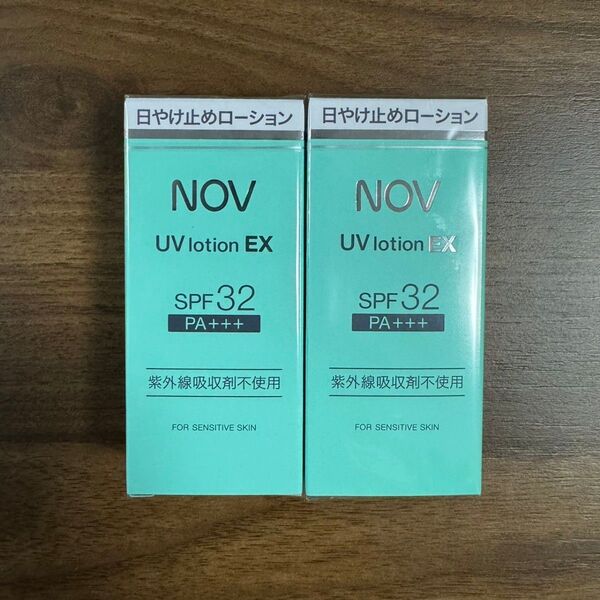 日やけ止めローション
NOV
UV lotion EX
SPF32
PA+++
紫外線吸収剤不使用
FOR SENSITIVE SKIN
日やけ止めローション
NOV
UV lotion EX
SPF32
PA+++
紫外線吸収剤不使用
FOR SENSITIVE SKIN